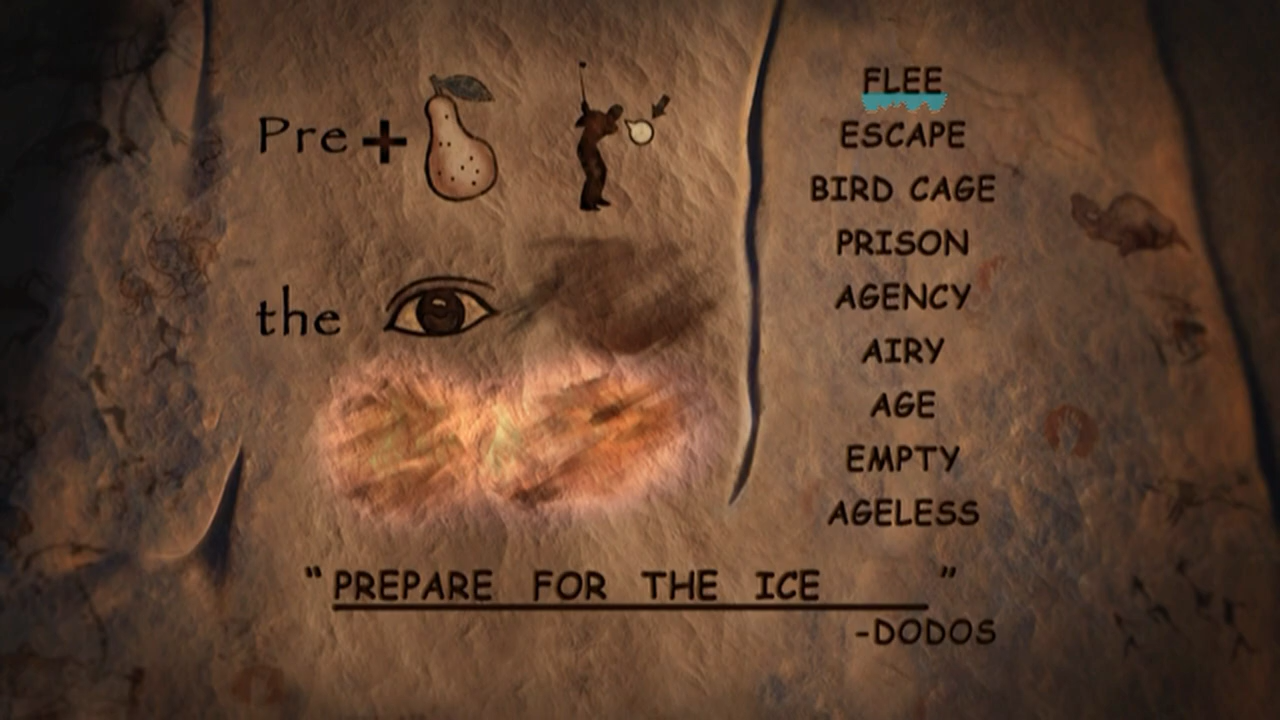 Pre +
the
FLEE
ESCAPE
BIRD CAGE
PRISON
AGENCY
AIRY
AGE
EMPTY
AGELESS
"PREPARE FOR THE ICE "
-DODOS